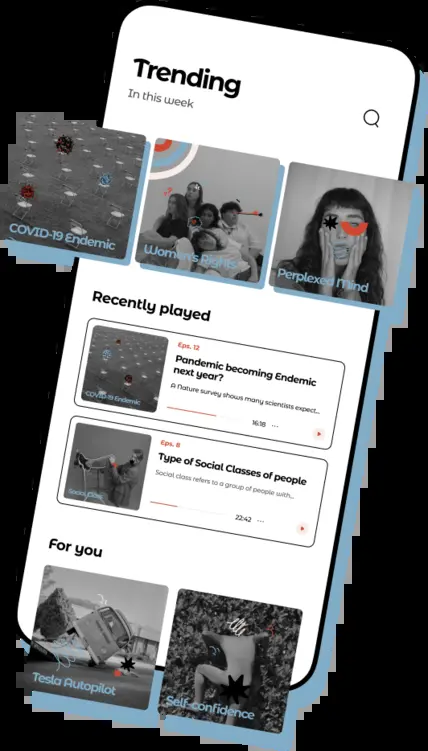 Trending
In this week
COVID-19 Endemic
Women's Rights
Perplexed Mind
Recently played
Eps. 12
Pandemic becoming Endemic
next year?
A Nature survey shows many scientists expect...
COVID-19 Endemic
16:18 ...
Eps. 8
Type of Social Classes of people
Social class refers to a group of people with...
Social Class
22:42 ...
For you
Tesla Autopilot
Self-confidence